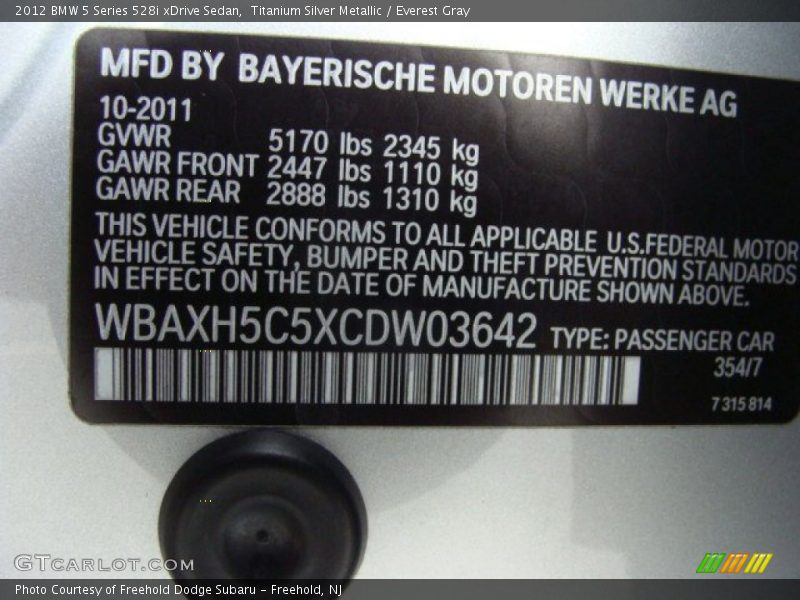 2012 BMW 5 Series 528i xDrive Sedan,  Titanium Silver Metallic / Everest Gray
MFD BY BAYERISCHE MOTOREN WERKE AG
10-2011
GVWR 5170 lbs 2345 kg
GAWR FRONT 2447 lbs 1110 kg
GAWR REAR 2888 lbs 1310 kg
THIS VEHICLE CONFORMS TO ALL APPLICABLE U.S.FEDERAL MOTOR
VEHICLE SAFETY, BUMPER AND THEFT PREVENTION STANDARDS
IN EFFECT ON THE DATE OF MANUFACTURE SHOWN ABOVE.
WBAXH5C5XCDW03642 TYPE: PASSENGER CAR
354/7
7 315 814
GTCARLOT.COM
Photo Courtesy of Freehold Dodge Subaru - Freehold, NJ